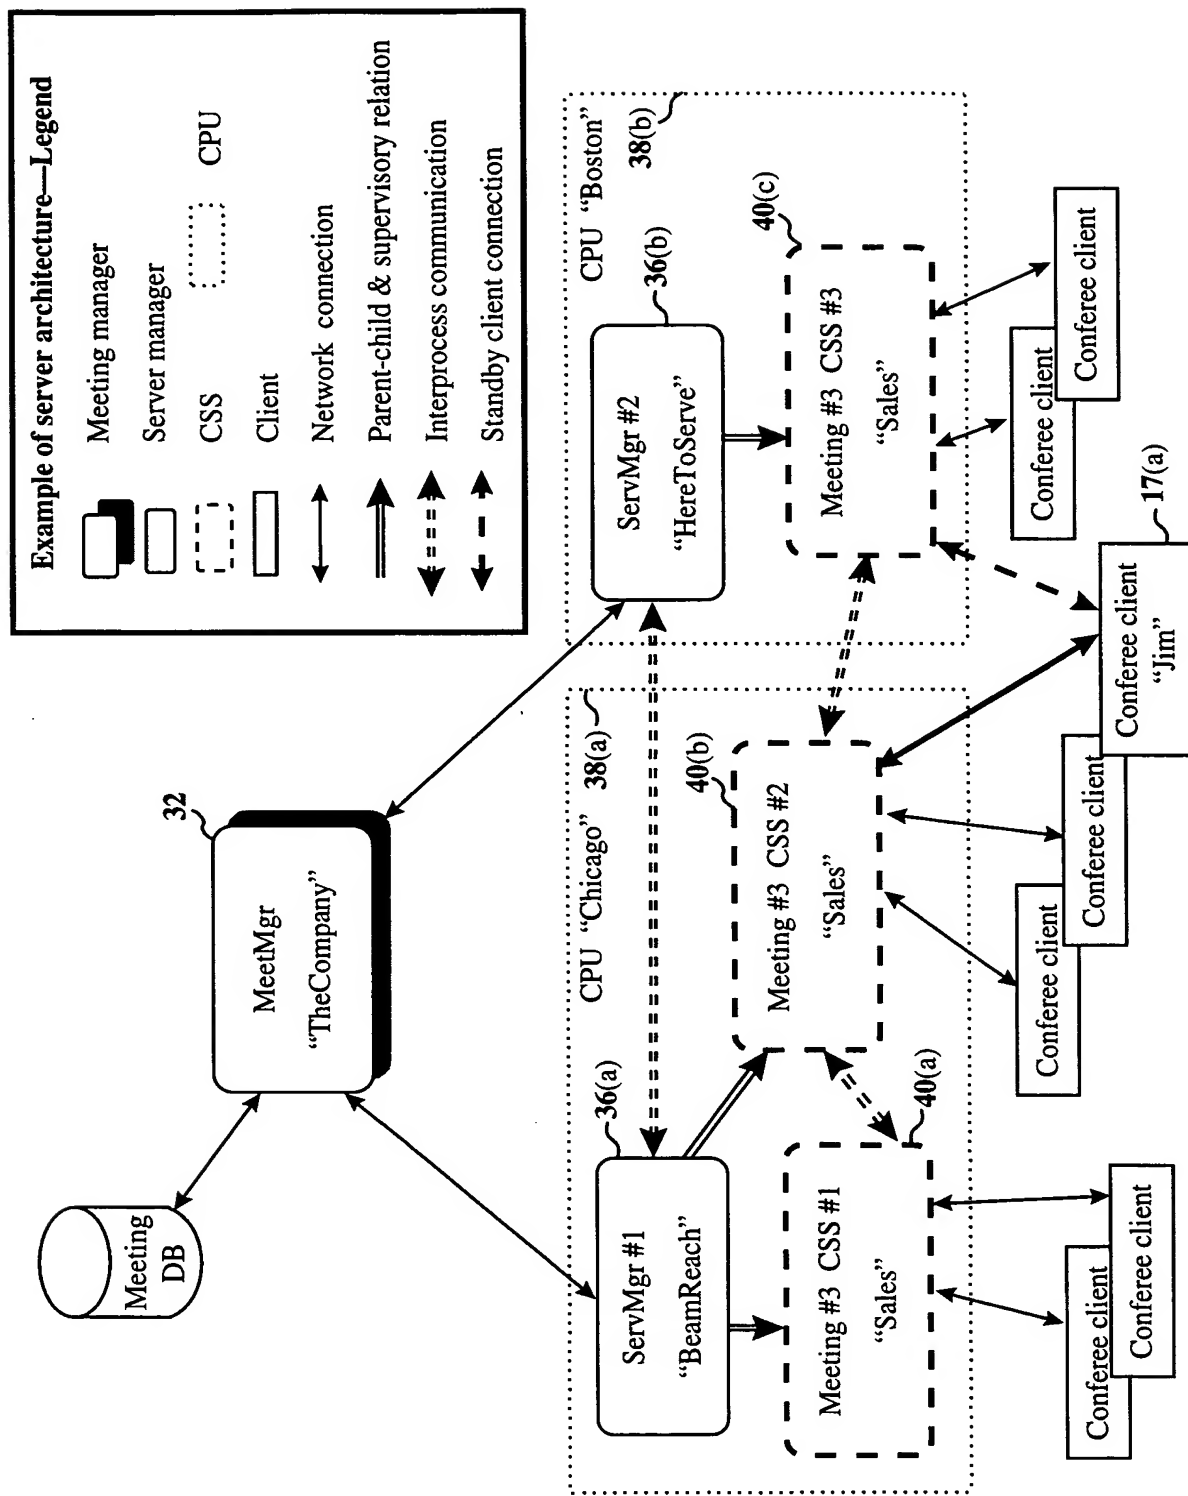 Example of server architecture—Legend
Meeting manager
Server manager
CSS
CPU
Client
Network connection
Parent-child & supervisory relation
Interprocess communication
Standby client connection
Meeting
DB
32
MeetMgr
“TheCompany”
CPU “Chicago”
38(a)
36(a)
ServMgr #1
“BeamReach”
40(b)
Meeting #3 CSS #2
“Sales”
40(a)
Meeting #3 CSS #1
“Sales”
CPU “Boston”
38(b)
36(b)
ServMgr #2
“HereToServe”
40(c)
Meeting #3 CSS #3
“Sales”
Conferee client
Conferee client
Conferee client
Conferee client
Conferee client
“Jim”
17(a)
Conferee client
Conferee client